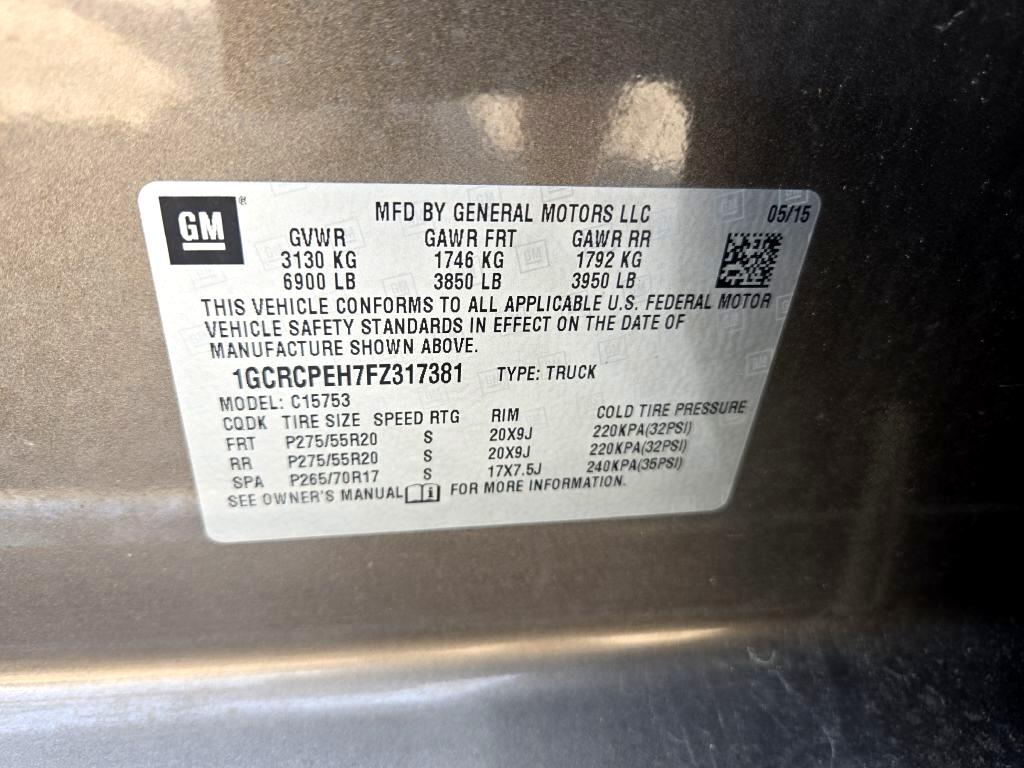 GM ®
MFD BY GENERAL MOTORS LLC 05/15
GVWR GAWR FRT GAWR RR
3130 KG 1746 KG 1792 KG
6900 LB 3850 LB 3950 LB
THIS VEHICLE CONFORMS TO ALL APPLICABLE U.S. FEDERAL MOTOR
VEHICLE SAFETY STANDARDS IN EFFECT ON THE DATE OF
MANUFACTURE SHOWN ABOVE.
1GCRCPEH7FZ317381 TYPE: TRUCK
MODEL: C15753
CQDK TIRE SIZE SPEED RTG RIM COLD TIRE PRESSURE
FRT P275/55R20 S 20X9J 220KPA(32PSI)
RR P275/55R20 S 20X9J 220KPA(32PSI)
SPA P265/70R17 S 17X7.5J 240KPA(35PSI)
SEE OWNER'S MANUAL FOR MORE INFORMATION.